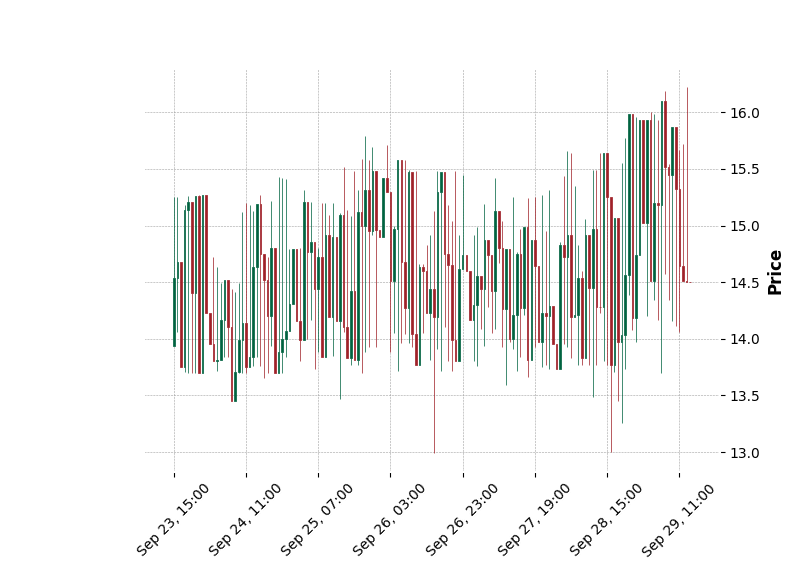 16.0
15.5
15.0
14.5
14.0
13.5
13.0
Price
Sep 23, 15:00
Sep 24, 11:00
Sep 25, 07:00
Sep 26, 03:00
Sep 26, 23:00
Sep 27, 19:00
Sep 28, 15:00
Sep 29, 11:00